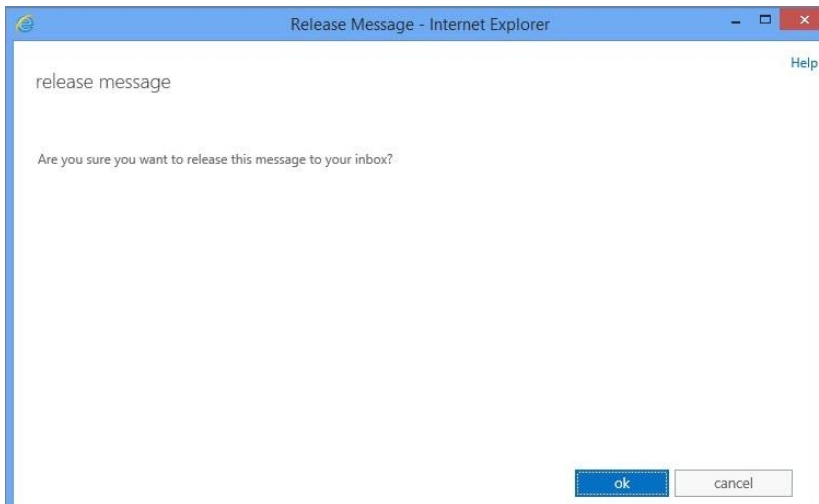 Release Message - Internet Explorer
Help
release message
Are you sure you want to release this message to your inbox?
ok
cancel